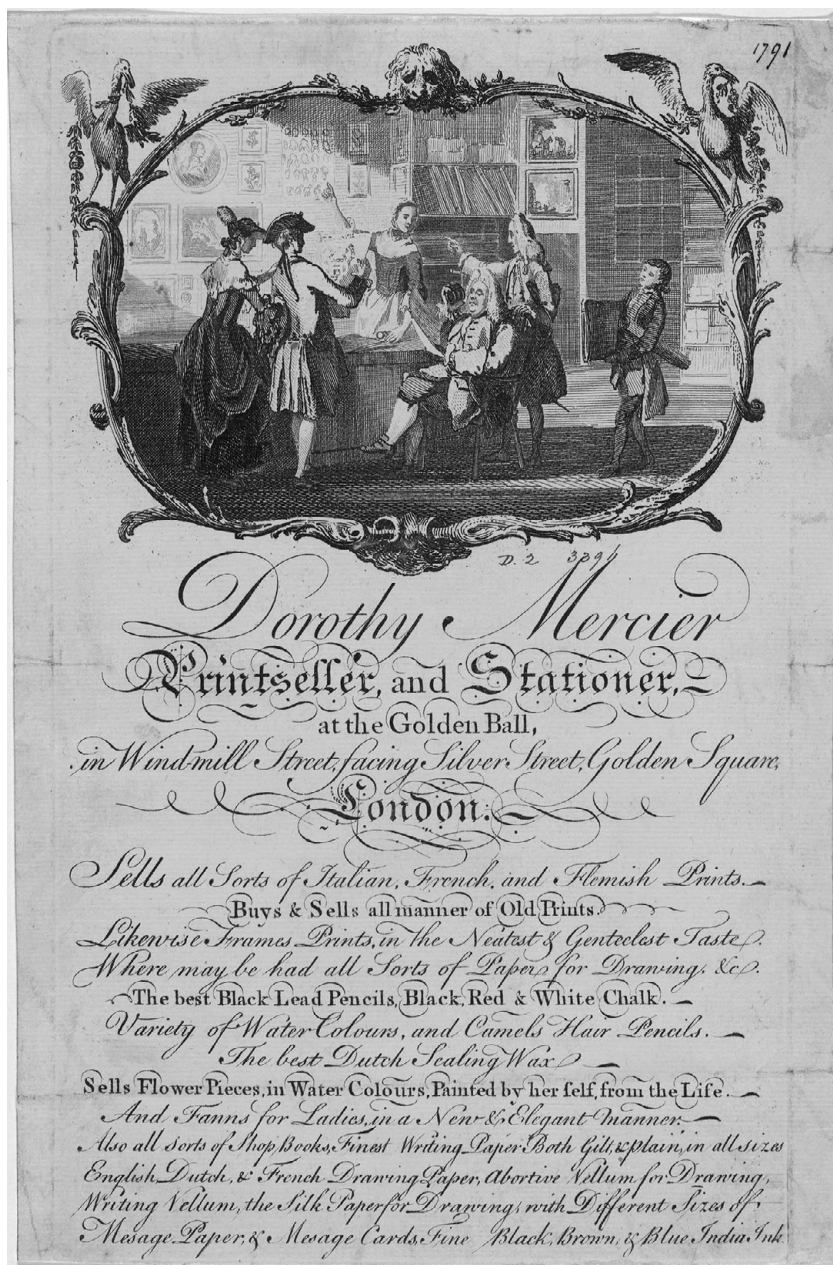 1791
D. 2 3391
Dorothy Mercier
Printseller, and Stationer,
at the Golden Ball,
in Windmill Street, facing Silver Street, Golden Square,
London.
Sells all Sorts of Italian, French, and Flemish Prints.
Buys & Sells all manner of Old Prints.
Likewise Frames Prints, in the Neatest & Genteelest Taste.
Where may be had all Sorts of Paper for Drawing, &c.
The best Black Lead Pencils, Black, Red & White Chalk.
Variety of Water Colours, and Camels Hair Pencils.
The best Dutch Sealing Wax
Sells Flower Pieces, in Water Colours, Painted by her self, from the Life.
And Fanns for Ladies, in a New & Elegant manner.
Also all sorts of Shop Books, Finest Writing Paper Both Gilt, & plain, in all sizes
English, Dutch, & French Drawing Paper, Abortive Vellum for Drawing,
Writing Vellum, the Silk Paper for Drawing, with Different Sizes of
Mesage Paper, & Mesage Cards, Fine Black, Brown, & Blue India Ink